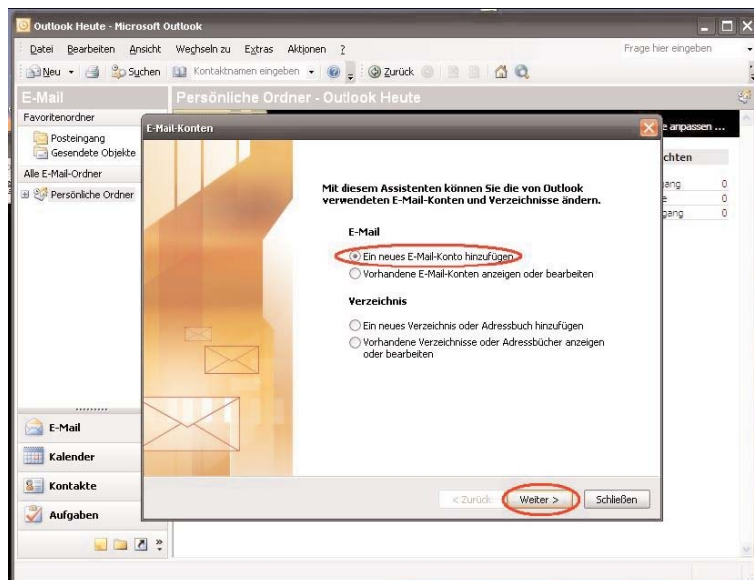 Outlook Heute - Microsoft Outlook
Datei Bearbeiten Ansicht Wechseln zu Extras Aktionen ?
Frage hier eingeben
Neu Suchen Kontaktnamen eingeben Zurück
E-Mail
Persönliche Ordner - Outlook Heute
Favoritenordner
Posteingang
Gesendete Objekte
Alle E-Mail-Ordner
Persönliche Ordner
anpassen ...
0
0
0
E-Mail-Konten
Mit diesem Assistenten können Sie die von Outlook
verwendeten E-Mail-Konten und Verzeichnisse ändern.
E-Mail
Ein neues E-Mail-Konto hinzufügen
Vorhandene E-Mail-Konten anzeigen oder bearbeiten
Verzeichnis
Ein neues Verzeichnis oder Adressbuch hinzufügen
Vorhandene Verzeichnisse oder Adressbücher anzeigen
oder bearbeiten
< Zurück Weiter > Schließen
E-Mail
Kalender
Kontakte
Aufgaben